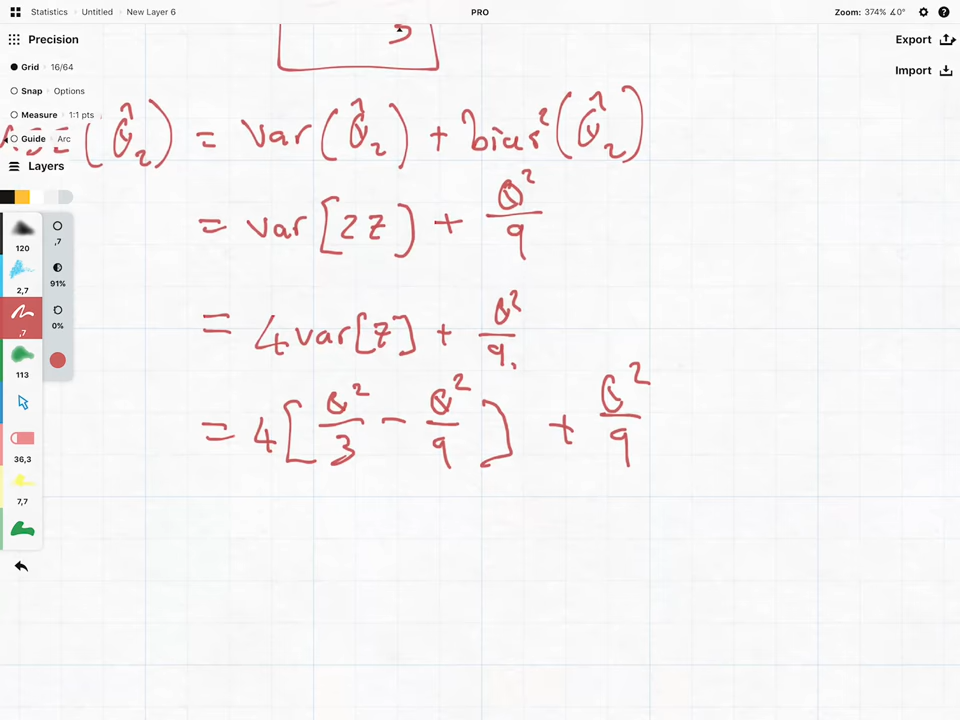 Statistics Untitled New Layer 6 PRO Zoom: 374% ∡0°
Precision Export
Grid 16/64
Import
Snap Options
Measure 1:1 pts
MSE(θ̂₂) = Var(θ̂₂) + bias²(θ̂₂)
Guide Arc
Layers
= Var[2Z] + θ²/9
,7
120
91%
2,7
= 4Var[Z] + θ²/9
,7
0%
113
= 4[θ²/3 - θ²/9] + θ²/9
36,3
7,7